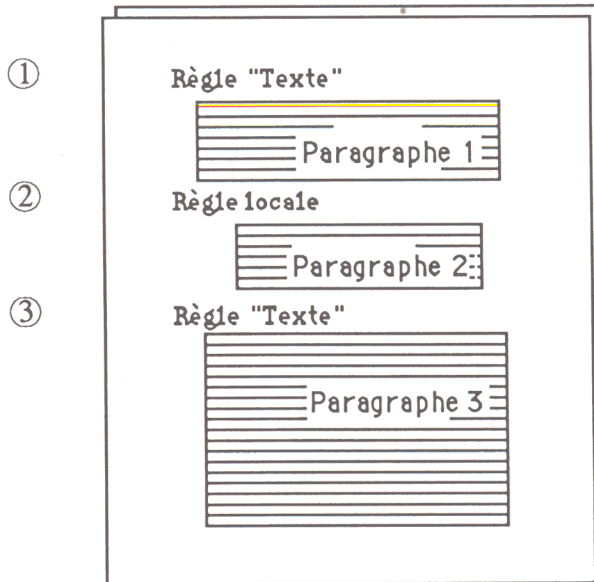 ① Règle "Texte"
Paragraphe 1
② Règle locale
Paragraphe 2
③ Règle "Texte"
Paragraphe 3